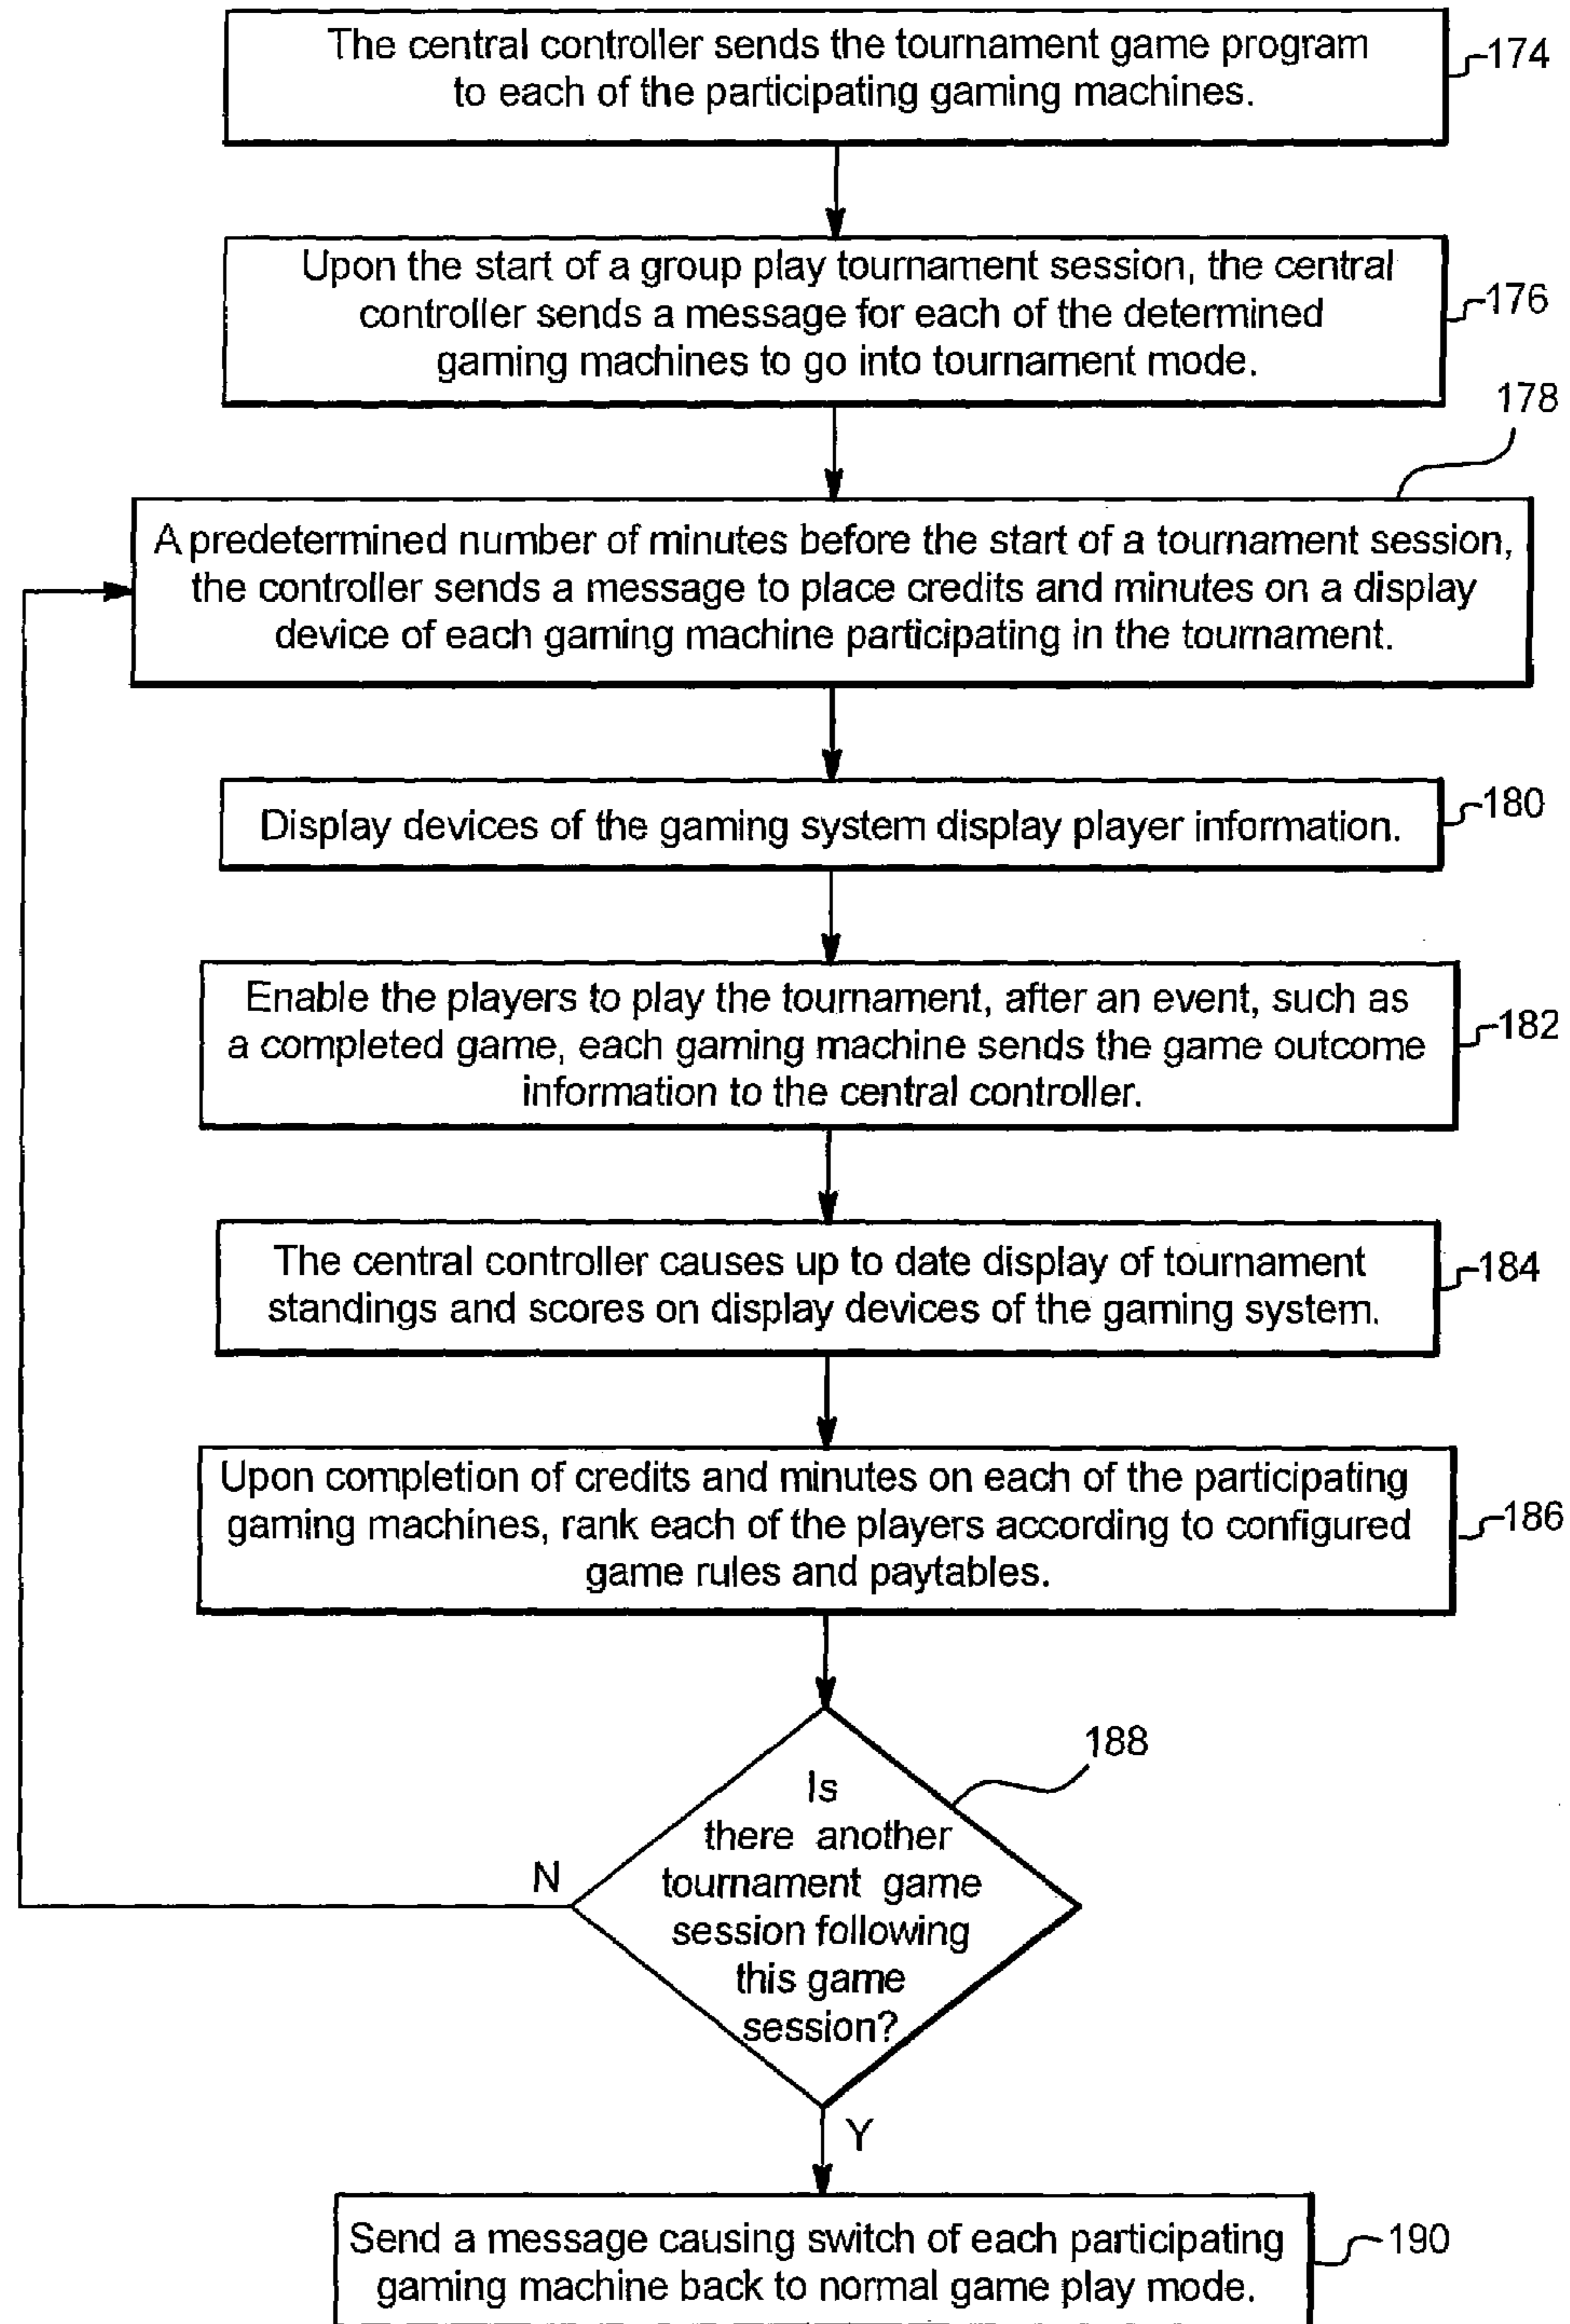 The central controller sends the tournament game program
to each of the participating gaming machines.
174
Upon the start of a group play tournament session, the central
controller sends a message for each of the determined
gaming machines to go into tournament mode.
176
178
A predetermined number of minutes before the start of a tournament session,
the controller sends a message to place credits and minutes on a display
device of each gaming machine participating in the tournament.
Display devices of the gaming system display player information.
180
Enable the players to play the tournament, after an event, such as
a completed game, each gaming machine sends the game outcome
information to the central controller.
182
The central controller causes up to date display of tournament
standings and scores on display devices of the gaming system.
184
Upon completion of credits and minutes on each of the participating
gaming machines, rank each of the players according to configured
game rules and paytables.
186
188
Is
there another
tournament game
session following
this game
session?
N
Y
Send a message causing switch of each participating
gaming machine back to normal game play mode.
190